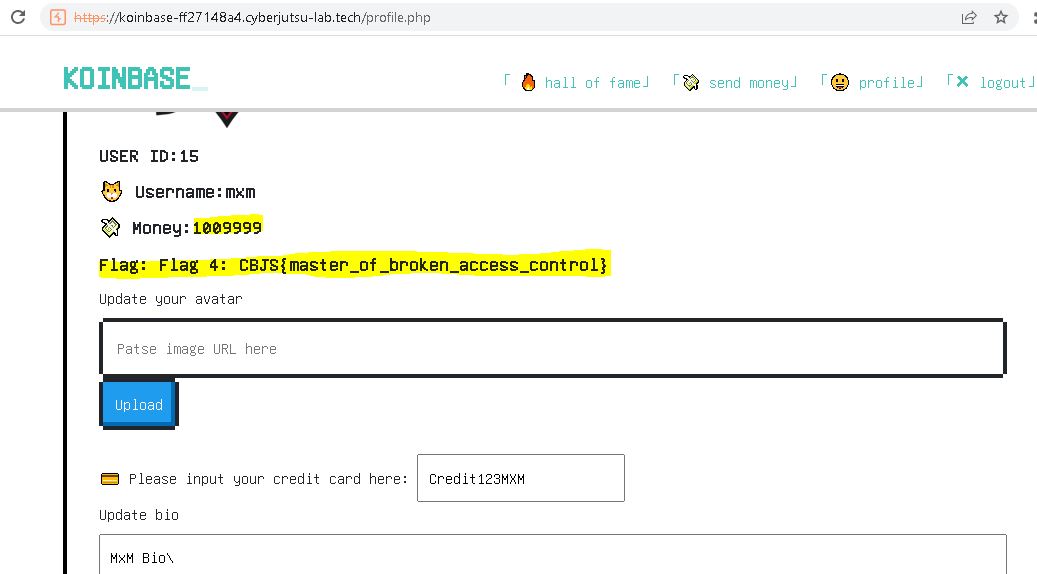 https://koinbase-ff27148a4.cyberjutsu-lab.tech/profile.php
KOINBASE_
「🔥 hall of fame」 「💸 send money」 「😀 profile」 「❌ logout」
USER ID:15
🐱 Username:mxm
💸 Money:1009999
Flag: Flag 4: CBJS{master_of_broken_access_control}
Update your avatar
Patse image URL here
Upload
💳 Please input your credit card here: Credit123MXM
Update bio
MxM Bio\